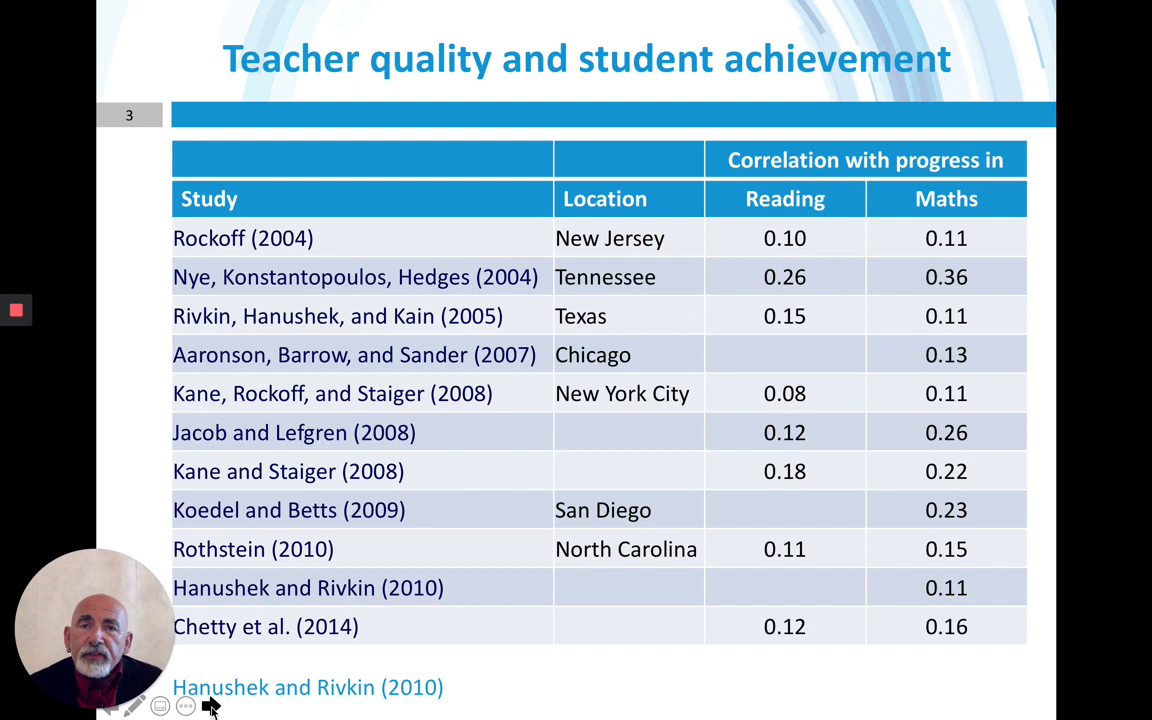 Teacher quality and student achievement
3
Correlation with progress in
Study Location Reading Maths
Rockoff (2004) New Jersey 0.10 0.11
Nye, Konstantopoulos, Hedges (2004) Tennessee 0.26 0.36
Rivkin, Hanushek, and Kain (2005) Texas 0.15 0.11
Aaronson, Barrow, and Sander (2007) Chicago 0.13
Kane, Rockoff, and Staiger (2008) New York City 0.08 0.11
Jacob and Lefgren (2008) 0.12 0.26
Kane and Staiger (2008) 0.18 0.22
Koedel and Betts (2009) San Diego 0.23
Rothstein (2010) North Carolina 0.11 0.15
Hanushek and Rivkin (2010) 0.11
Chetty et al. (2014) 0.12 0.16
Hanushek and Rivkin (2010)